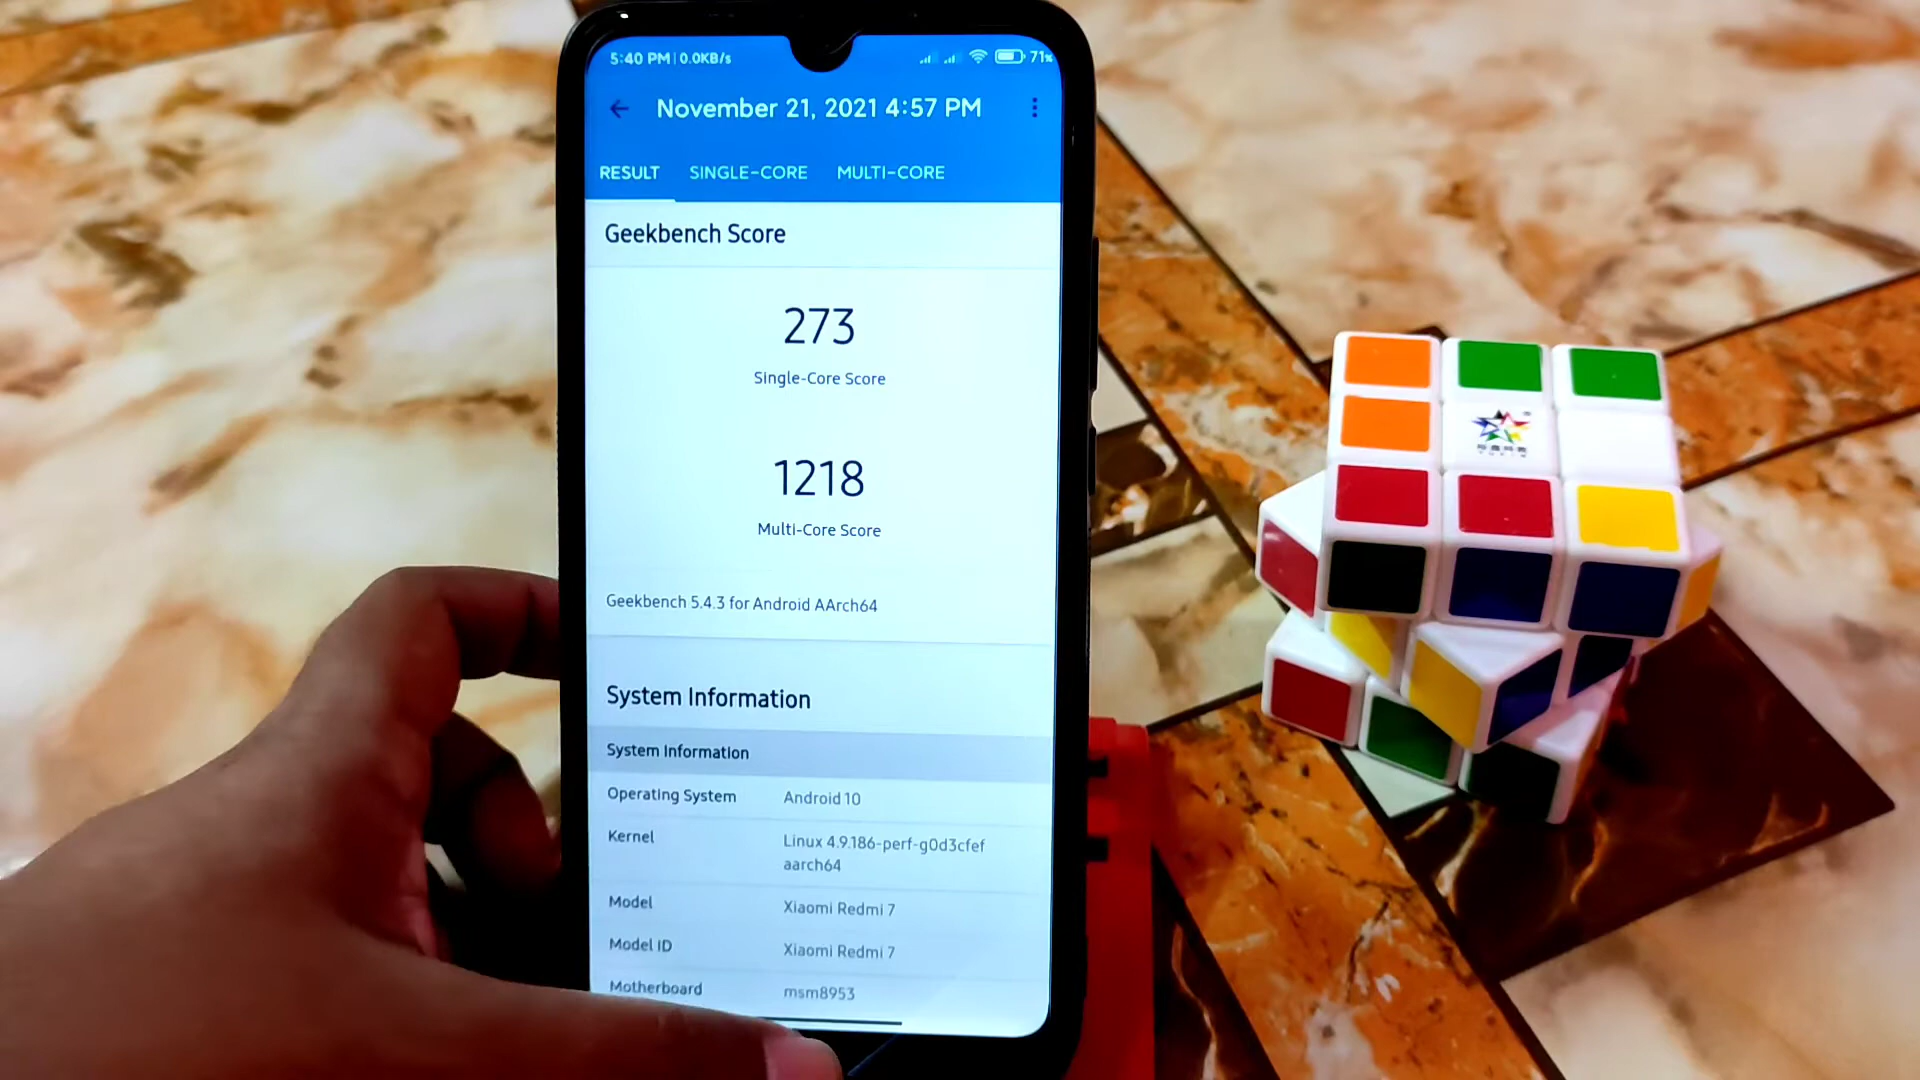 5:40 PM | 0.0KB/s 71%
November 21, 2021 4:57 PM
RESULT SINGLE-CORE MULTI-CORE
Geekbench Score
273
Single-Core Score
1218
Multi-Core Score
Geekbench 5.4.3 for Android AArch64
System Information
System Information
Operating System Android 10
Kernel Linux 4.9.186-perf-g0d3cfef
aarch64
Model Xiaomi Redmi 7
Model ID Xiaomi Redmi 7
Motherboard msm8953